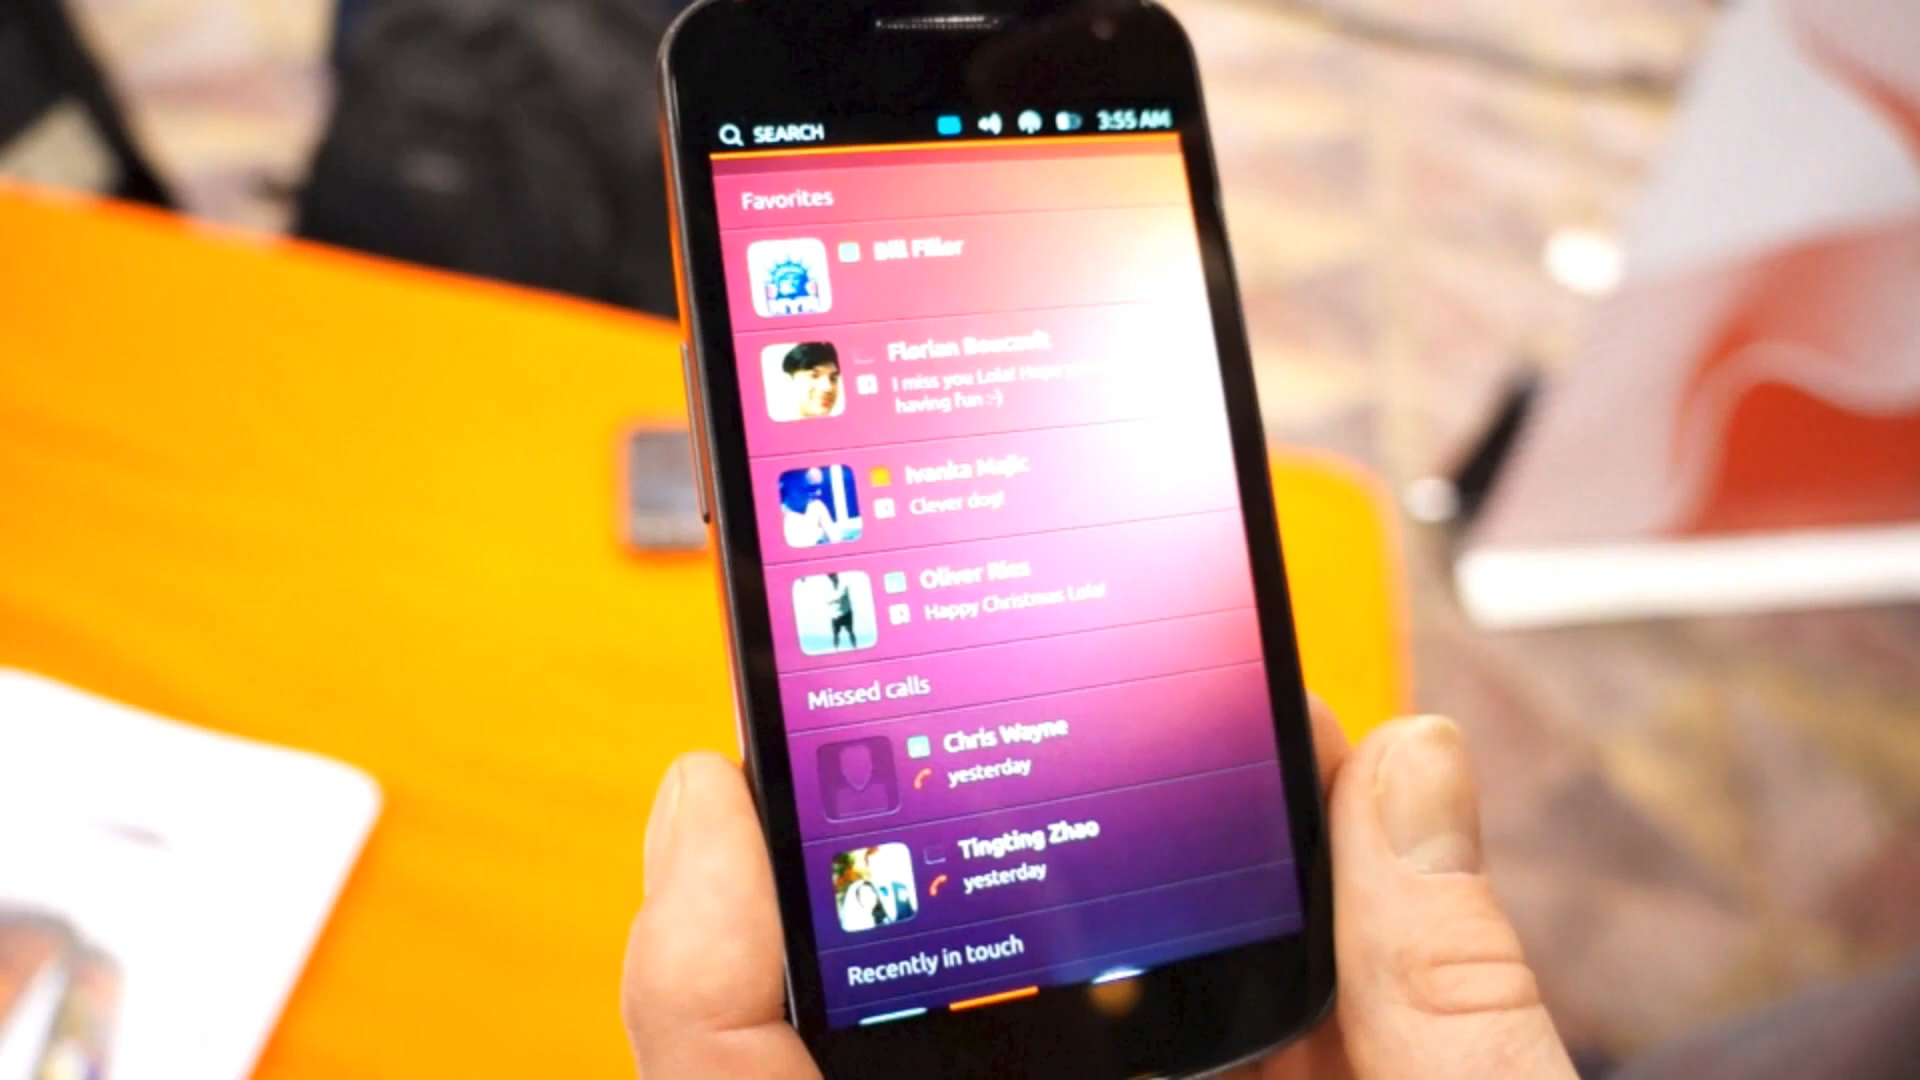 SEARCH 3:55 AM
Favorites
Bill Filler
Florian Boucault
I miss you Lola! Hope
having fun :-)
Ivanka Majic
Clever dog!
Oliver Ries
Happy Christmas Lola!
Missed calls
Chris Wayne
yesterday
Tingting Zhao
yesterday
Recently in touch